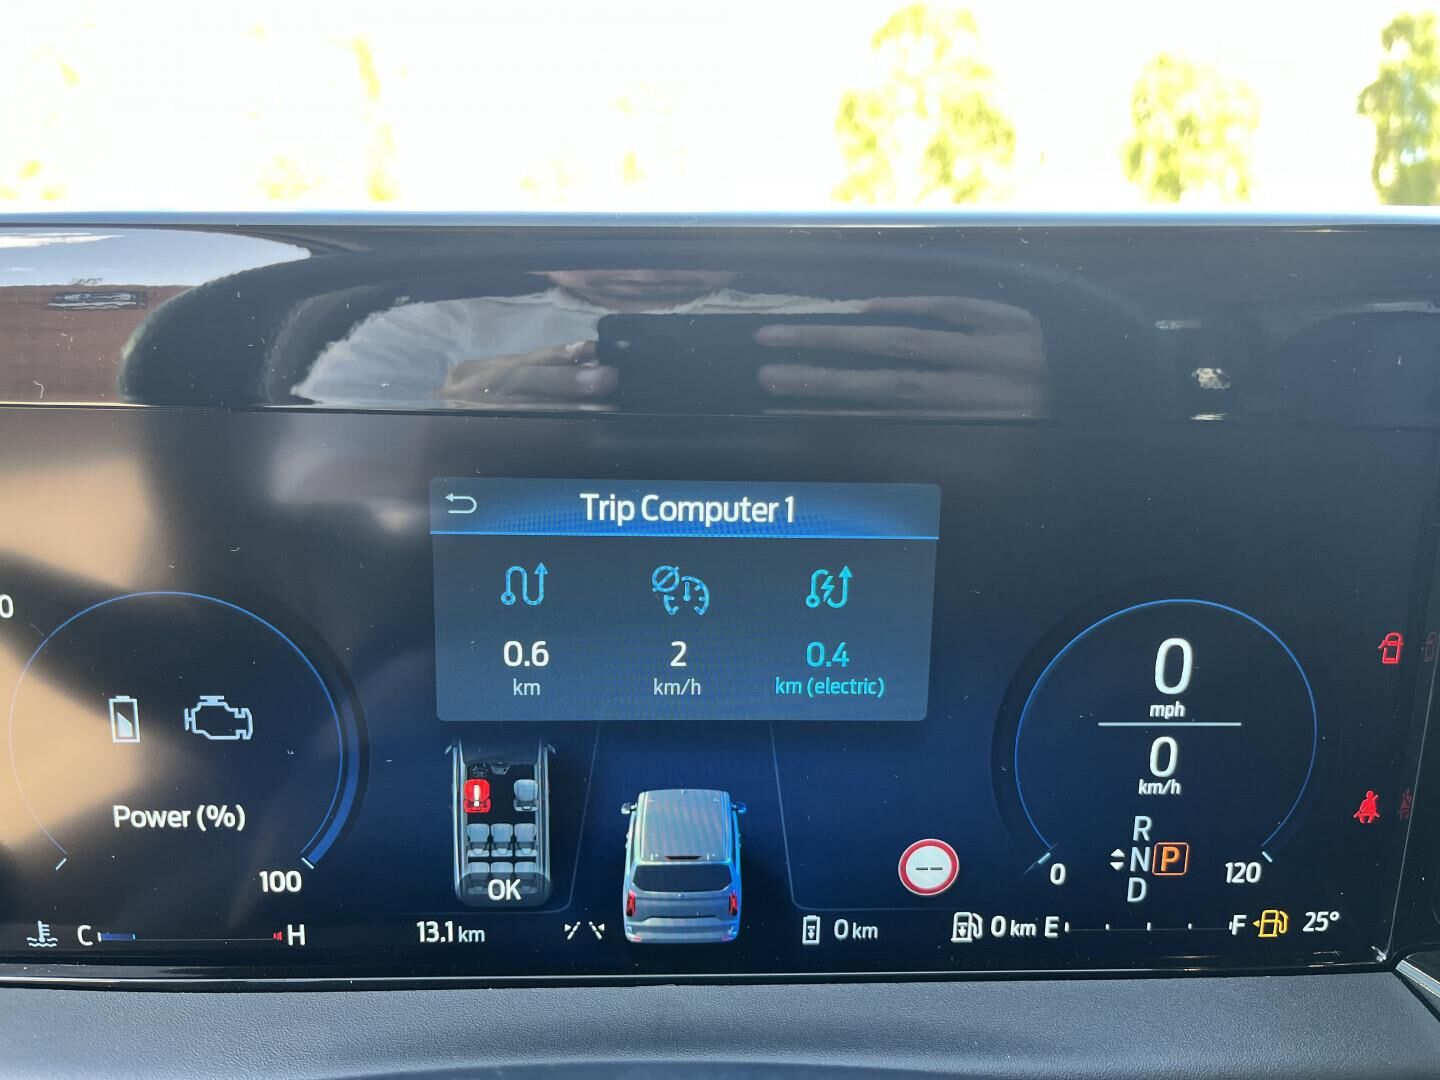 Trip Computer 1
0.6
km
2
km/h
0.4
km (electric)
0
Power (%)
100
0
mph
0
km/h
R
N P
D
0
120
OK
C H
13.1 km
--
0 km
0 km E F 25°